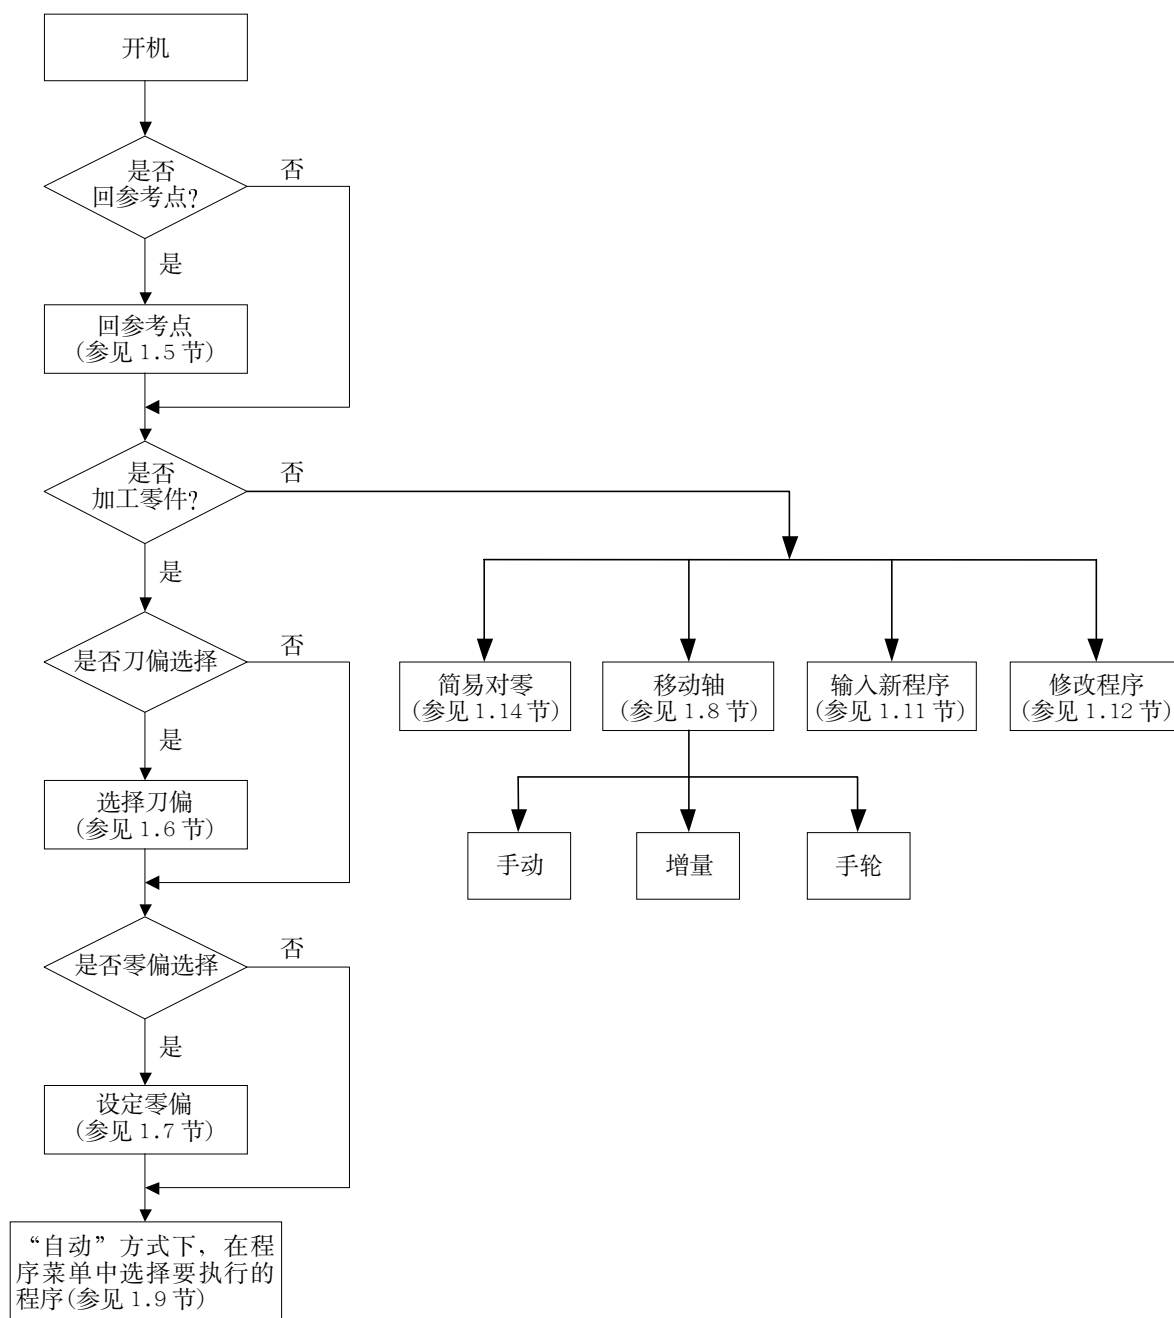 开机
是否
回参考点?
否
是
回参考点
(参见 1.5 节)
是否
加工零件?
否
是
是否刀偏选择
否
是
选择刀偏
(参见 1.6 节)
是否零偏选择
否
是
设定零偏
(参见 1.7 节)
“自动”方式下，在程
序菜单中选择要执行的
程序(参见 1.9 节)
简易对零
(参见 1.14 节)
移动轴
(参见 1.8 节)
输入新程序
(参见 1.11 节)
修改程序
(参见 1.12 节)
手动
增量
手轮